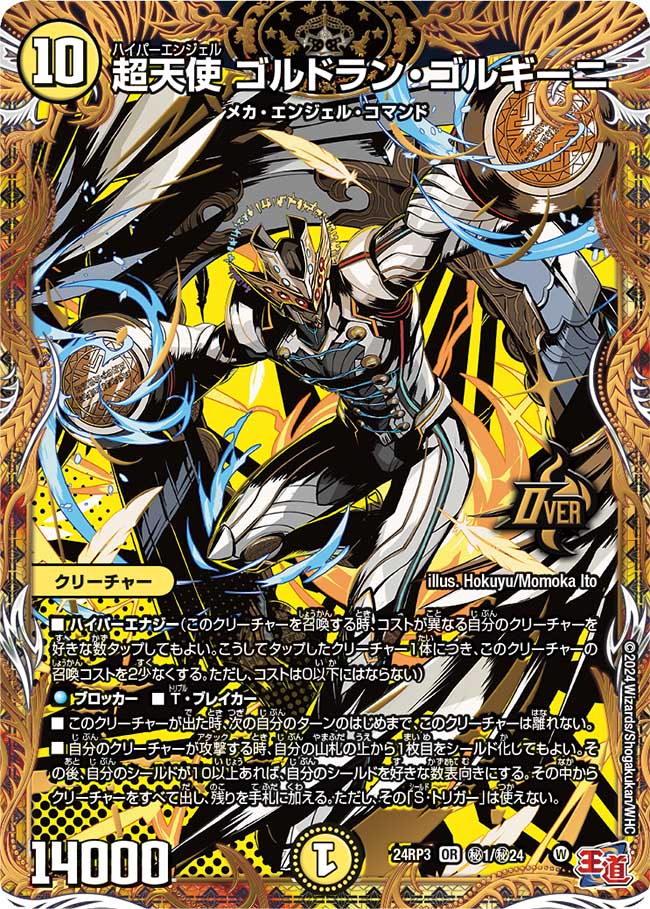 10
ハイパーエンジェル
超天使 ゴルドラン・ゴルギーニ
メカ・エンジェル・コマンド
OVER
クリーチャー
illus. Hokuyu/Momoka Ito
■ハイパーエナジー(このクリーチャーを召喚する時、コストが異なる自分のクリーチャーを
好きな数タップしてもよい。こうしてタップしたクリーチャー1体につき、このクリーチャーの
召喚コストを2少なくする。ただし、コストは0以下にはならない)
ブロッカー ■T・ブレイカー
■このクリーチャーが出た時、次の自分のターンのはじめまで、このクリーチャーは離れない。
■自分のクリーチャーが攻撃する時、自分の山札の上から1枚目をシールド化してもよい。そ
の後、自分のシールドが10以上あれば、自分のシールドを好きな数表向きにする。その中から
クリーチャーをすべて出し、残りを手札に加える。ただし、その「S・トリガー」は使えない。
©2024 Wizards/Shogakukan/WHC
14000
1
24RP3 OR ㊙1/㊙24 W
王道